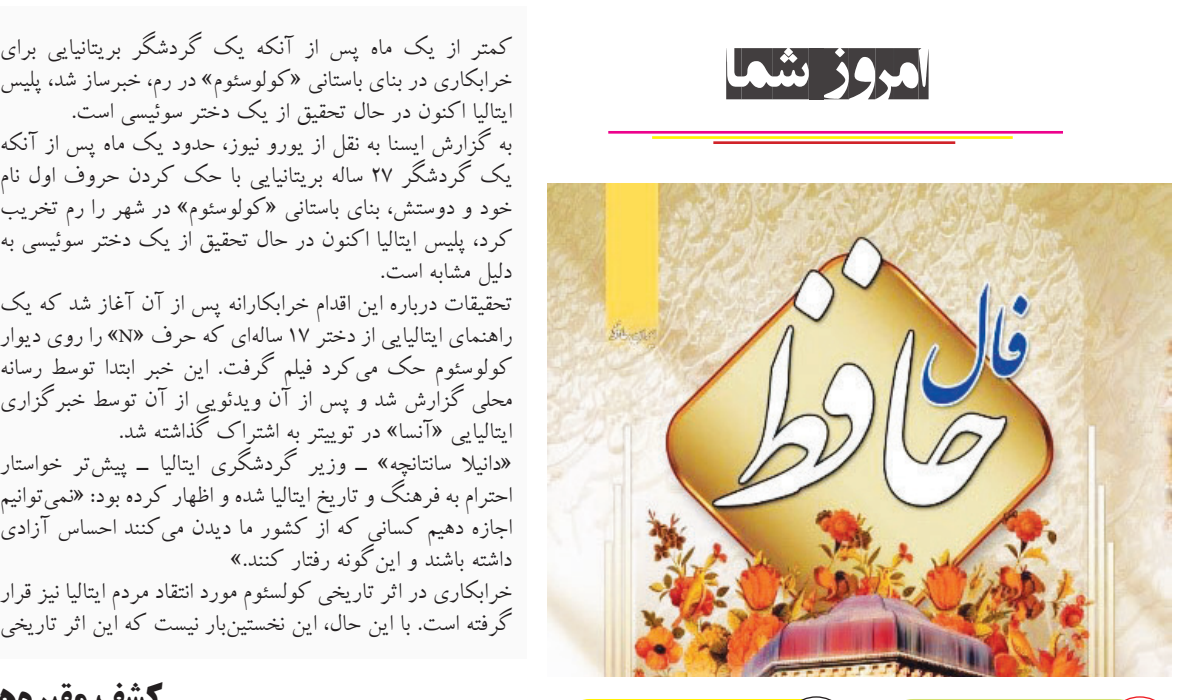 امروز شما
فال
حافظ
کمتر از یک ماه پس از آنکه یک گردشگر بریتانیایی برای
خرابکاری در بنای باستانی «کولوسئوم» در رم، خبرساز شد، پلیس
ایتالیا اکنون در حال تحقیق از یک دختر سوئیسی است.
به گزارش ایسنا به نقل از یورو نیوز، حدود یک ماه پس از آنکه
یک گردشگر ۲۷ ساله بریتانیایی با حک کردن حروف اول نام
خود و دوستش، بنای باستانی «کولوسئوم» در شهر را رم تخریب
کرد، پلیس ایتالیا اکنون در حال تحقیق از یک دختر سوئیسی به
دلیل مشابه است.
تحقیقات درباره این اقدام خرابکارانه پس از آن آغاز شد که یک
راهنمای ایتالیایی از دختر ۱۷ ساله‌ای که حرف «N» را روی دیوار
کولوسئوم حک می‌کرد فیلم گرفت. این خبر ابتدا توسط رسانه
محلی گزارش شد و پس از آن ویدئویی از آن توسط خبرگزاری
ایتالیایی «آنسا» در توییتر به اشتراک گذاشته شد.
«دانیلا سانتانچه» ــ وزیر گردشگری ایتالیا ــ پیش‌تر خواستار
احترام به فرهنگ و تاریخ ایتالیا شده و اظهار کرده بود: «نمی‌توانیم
اجازه دهیم کسانی که از کشور ما دیدن می‌کنند احساس آزادی
داشته باشند و این‌گونه رفتار کنند.»
خرابکاری در اثر تاریخی کولسئوم مورد انتقاد مردم ایتالیا نیز قرار
گرفته است. با این حال، این نخستین‌بار نیست که این اثر تاریخی